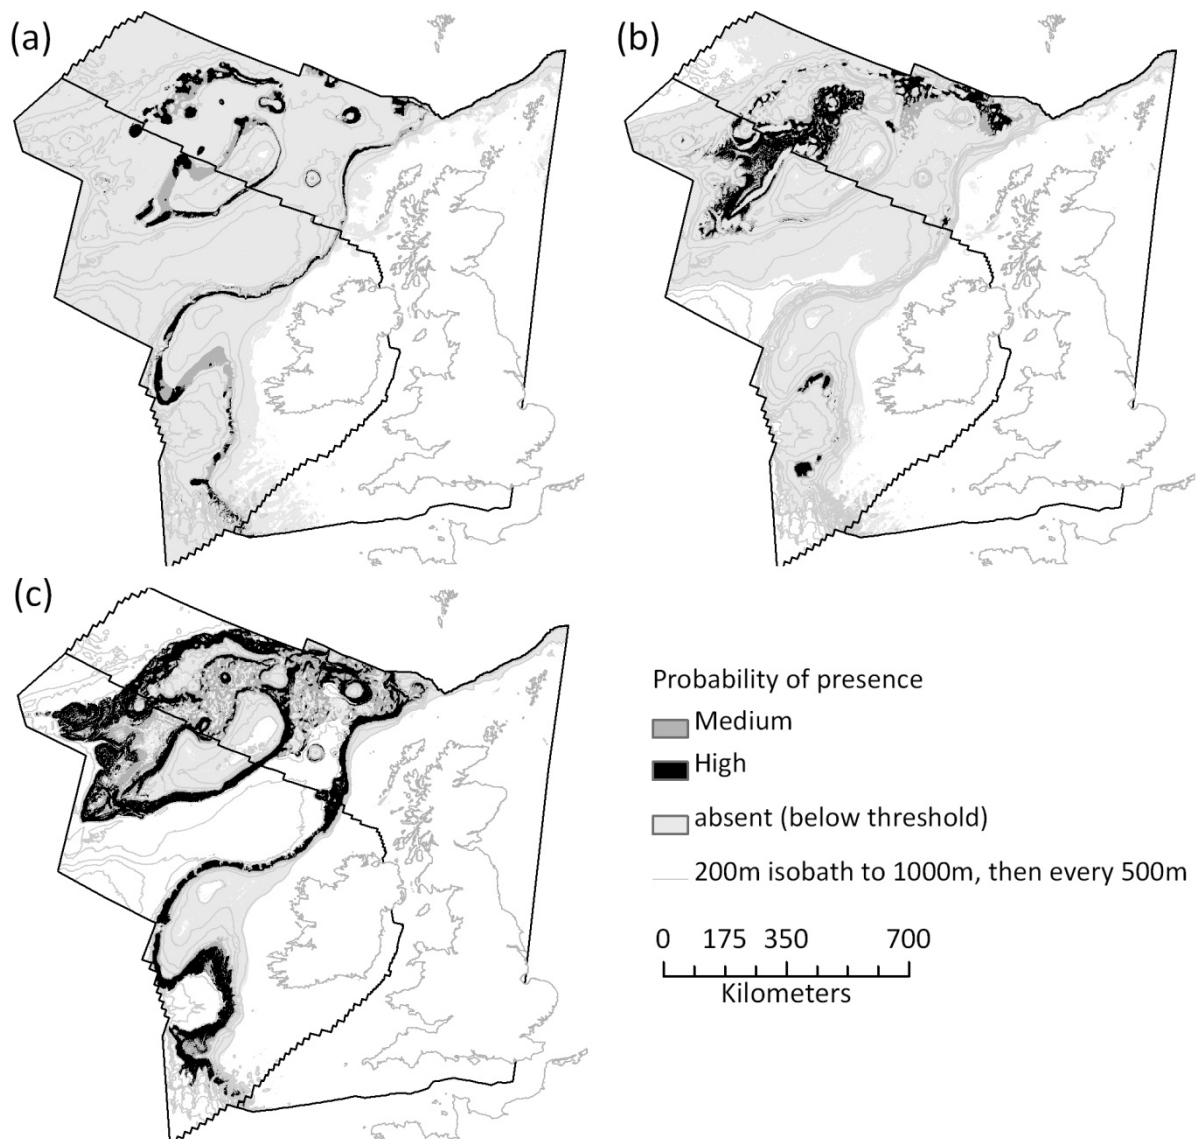 (a)
(b)
(c)
Probability of presence
Medium
High
absent (below threshold)
200m isobath to 1000m, then every 500m
0 175 350 700
Kilometers